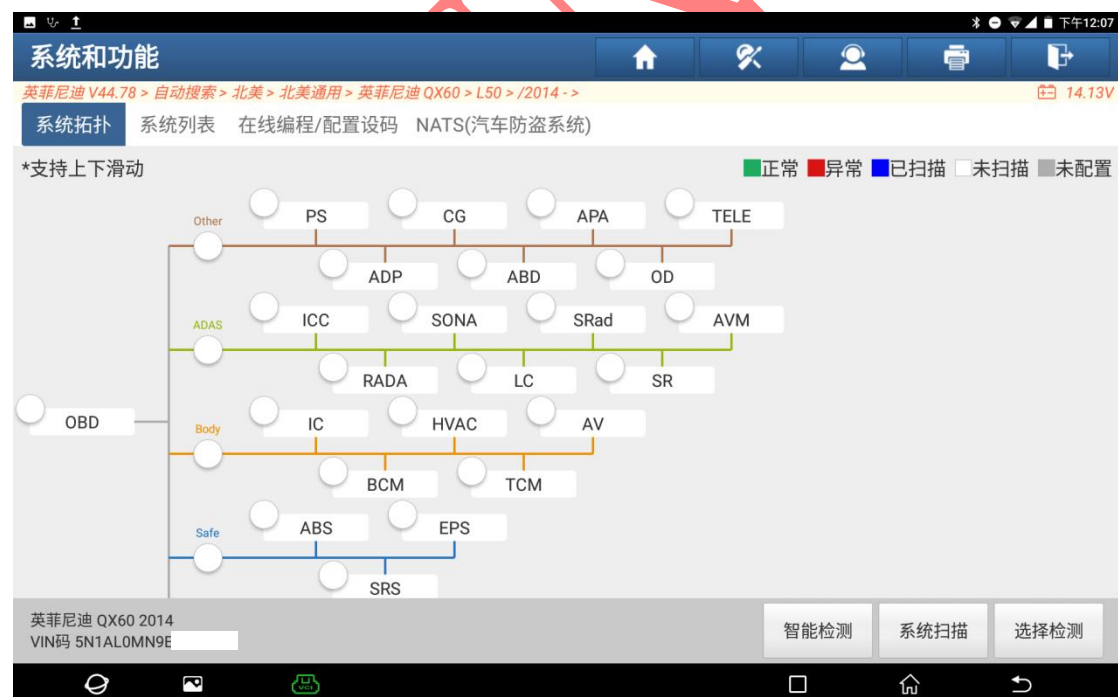 下午12:07
系统和功能
英菲尼迪 V44.78 > 自动搜索 > 北美 > 北美通用 > 英菲尼迪 QX60 > L50 > /2014 - >
14.13V
系统拓扑 系统列表 在线编程/配置设码 NATS(汽车防盗系统)
*支持上下滑动
正常 异常 已扫描 未扫描 未配置
Other PS CG APA TELE
ADP ABD OD
ADAS ICC SONA SRad AVM
RADA LC SR
OBD
Body IC HVAC AV
BCM TCM
Safe ABS EPS
SRS
英菲尼迪 QX60 2014
VIN码 5N1AL0MN9E
智能检测 系统扫描 选择检测
VCI